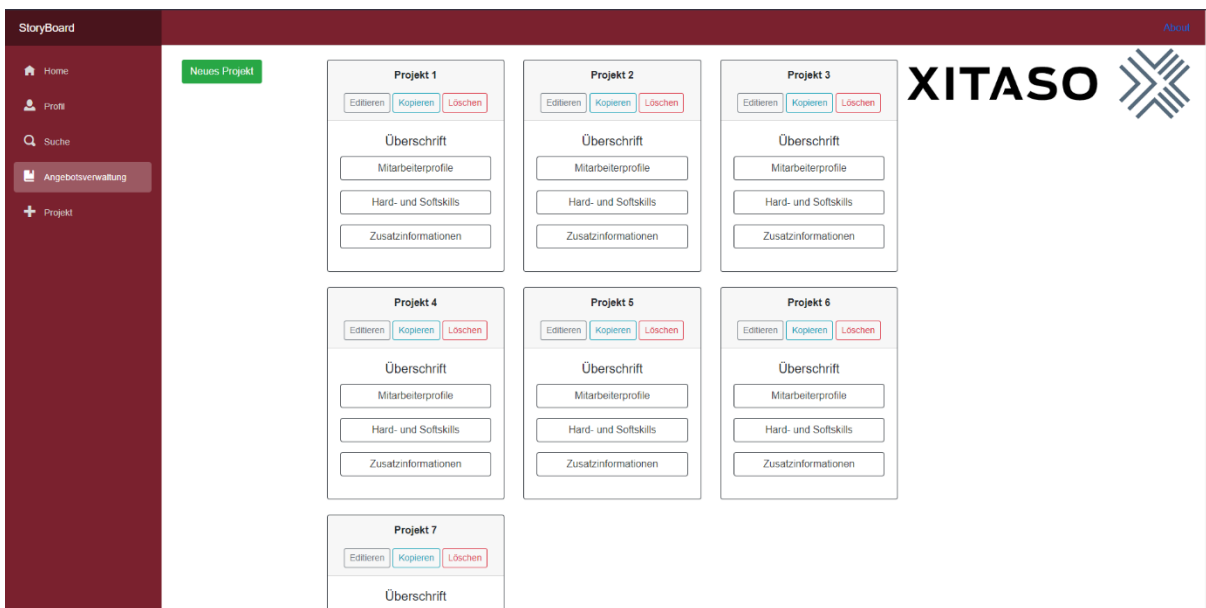 StoryBoard
About
Home
Profil
Suche
Angebotsverwaltung
Projekt
Neues Projekt
XITASO
Projekt 1
Editieren Kopieren Löschen
Überschrift
Mitarbeiterprofile
Hard- und Softskills
Zusatzinformationen
Projekt 2
Editieren Kopieren Löschen
Überschrift
Mitarbeiterprofile
Hard- und Softskills
Zusatzinformationen
Projekt 3
Editieren Kopieren Löschen
Überschrift
Mitarbeiterprofile
Hard- und Softskills
Zusatzinformationen
Projekt 4
Editieren Kopieren Löschen
Überschrift
Mitarbeiterprofile
Hard- und Softskills
Zusatzinformationen
Projekt 5
Editieren Kopieren Löschen
Überschrift
Mitarbeiterprofile
Hard- und Softskills
Zusatzinformationen
Projekt 6
Editieren Kopieren Löschen
Überschrift
Mitarbeiterprofile
Hard- und Softskills
Zusatzinformationen
Projekt 7
Editieren Kopieren Löschen
Überschrift